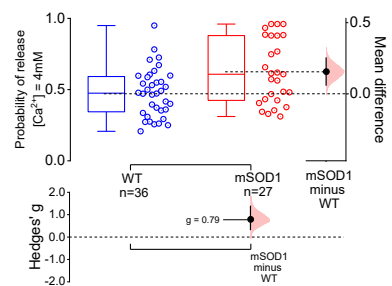 Probability of release
[Ca²⁺] = 4mM
1.0
0.5
0.0
0.5
0.0
Mean difference
WT
n=36
mSOD1
n=27
mSOD1
minus
WT
Hedges' g
2.0
1.0
0.0
-1.0
-2.0
g = 0.79
mSOD1
minus
WT